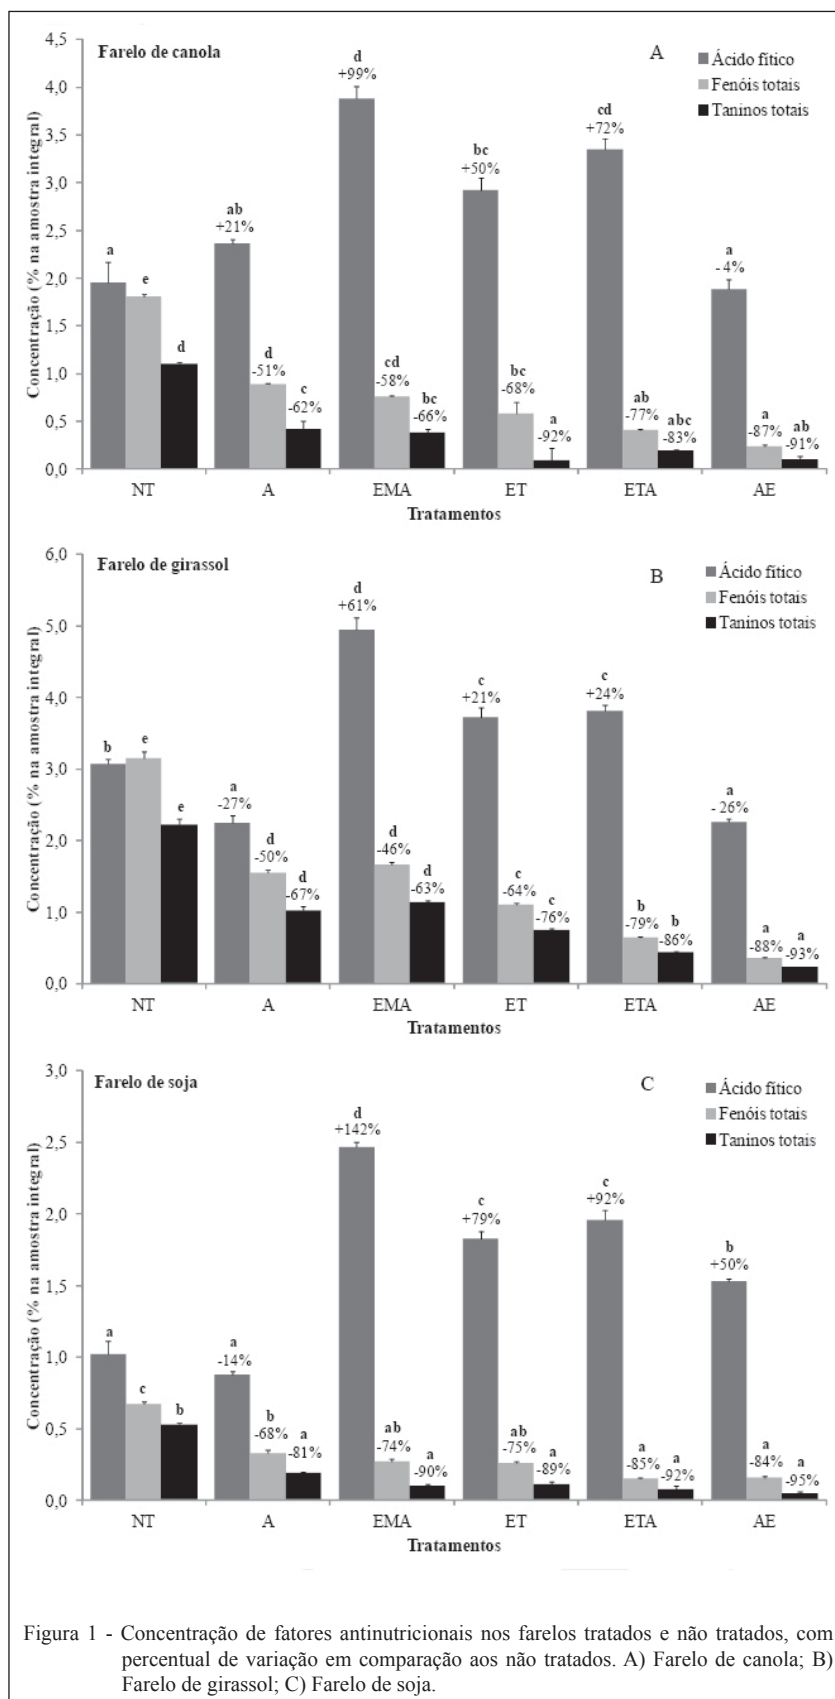 Farelo de canola
A
Ácido fítico
Fenóis totais
Taninos totais
Concentração (% na amostra integral)
4,5
4,0
3,5
3,0
2,5
2,0
1,5
1,0
0,5
0,0
a
e
d
ab
+21%
d
-51%
c
-62%
d
+99%
cd
-58%
bc
-66%
bc
+50%
bc
-68%
a
-92%
cd
+72%
ab
-77%
abc
-83%
a
- 4%
a
-87%
ab
-91%
NT A EMA ET ETA AE
Tratamentos
Farelo de girassol
B
Ácido fítico
Fenóis totais
Taninos totais
Concentração (% na amostra integral)
6,0
5,0
4,0
3,0
2,0
1,0
0,0
b
e
e
a
-27%
d
-50%
d
-67%
d
+61%
d
-46%
d
-63%
c
+21%
c
-64%
c
-76%
c
+24%
b
-79%
b
-86%
a
- 26%
a
-88%
a
-93%
NT A EMA ET ETA AE
Tratamentos
Farelo de soja
C
Ácido fítico
Fenóis totais
Taninos totais
Concentração (% na amostra integral)
3,0
2,5
2,0
1,5
1,0
0,5
0,0
a
c
b
a
-14%
b
-68%
a
-81%
d
+142%
ab
-74%
a
-90%
c
+79%
ab
-75%
a
-89%
c
+92%
a
-85%
a
-92%
b
+50%
a
-84%
a
-95%
NT A EMA ET ETA AE
Tratamentos
Figura 1 - Concentração de fatores antinutricionais nos farelos tratados e não tratados, com
percentual de variação em comparação aos não tratados. A) Farelo de canola; B)
Farelo de girassol; C) Farelo de soja.